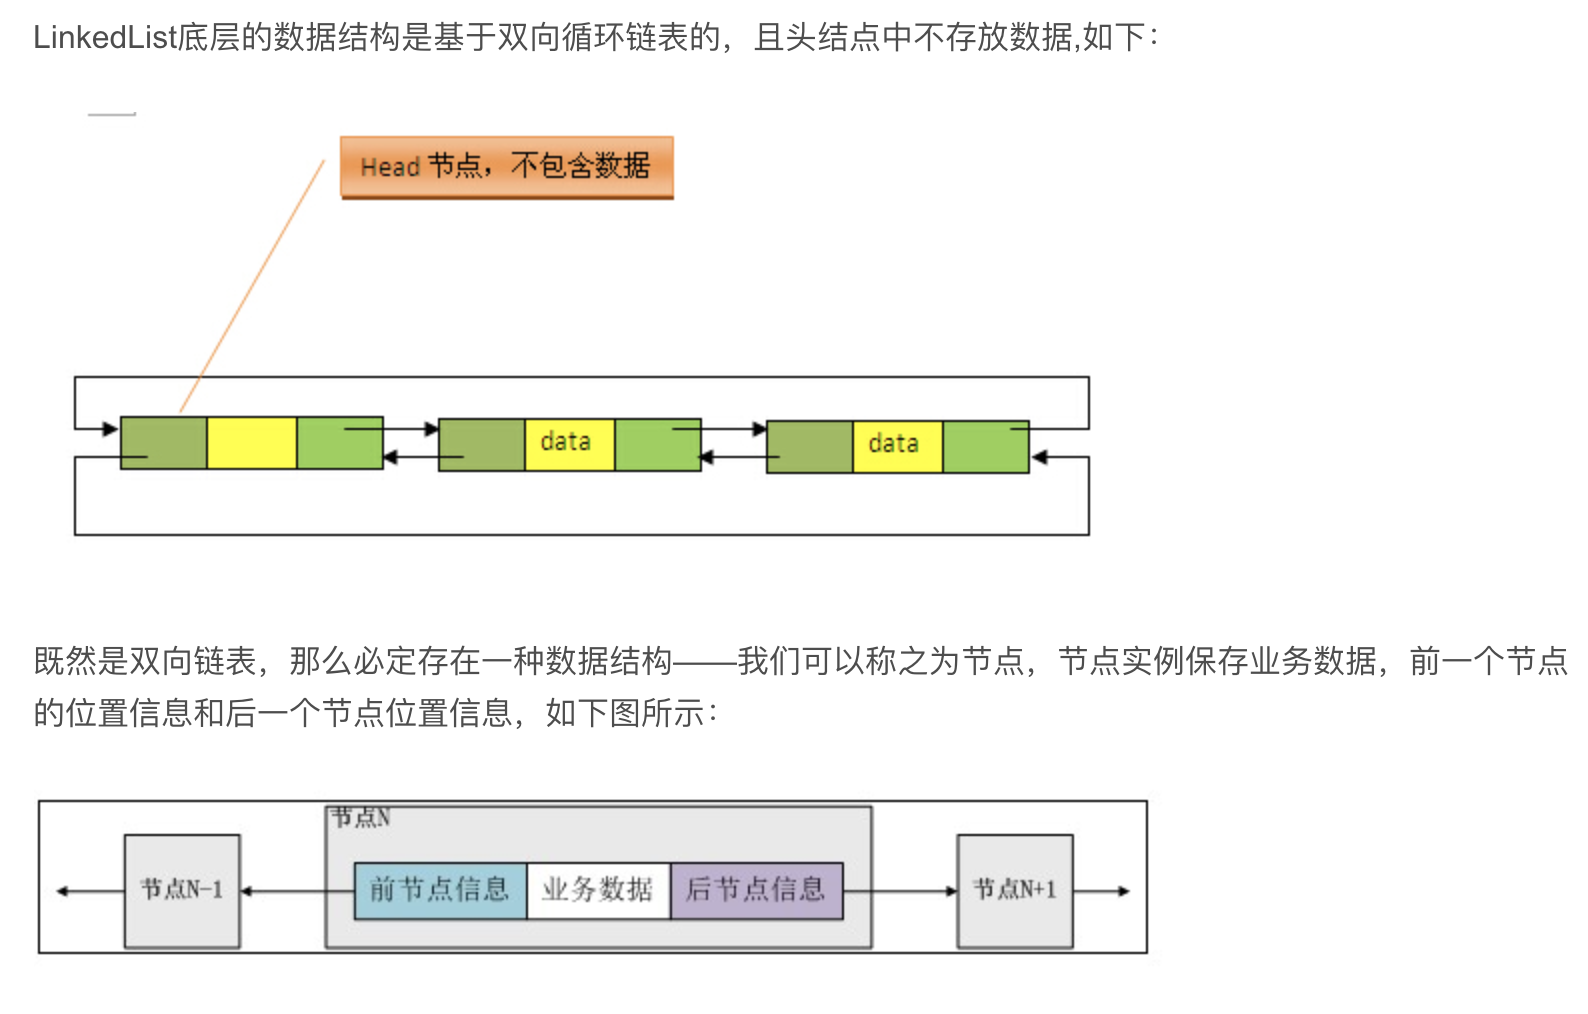 LinkedList底层的数据结构是基于双向循环链表的，且头结点中不存放数据,如下：
Head 节点，不包含数据
data
data
既然是双向链表，那么必定存在一种数据结构——我们可以称之为节点，节点实例保存业务数据，前一个节点
的位置信息和后一个节点位置信息，如下图所示：
节点N
节点N-1
前节点信息
业务数据
后节点信息
节点N+1